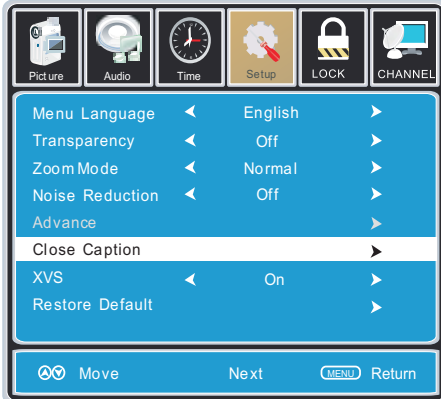 Picture Audio Time Setup LOCK CHANNEL
Menu Language English
Transparency Off
Zoom Mode Normal
Noise Reduction Off
Advance
Close Caption
XVS On
Restore Default
Move Next MENU Return